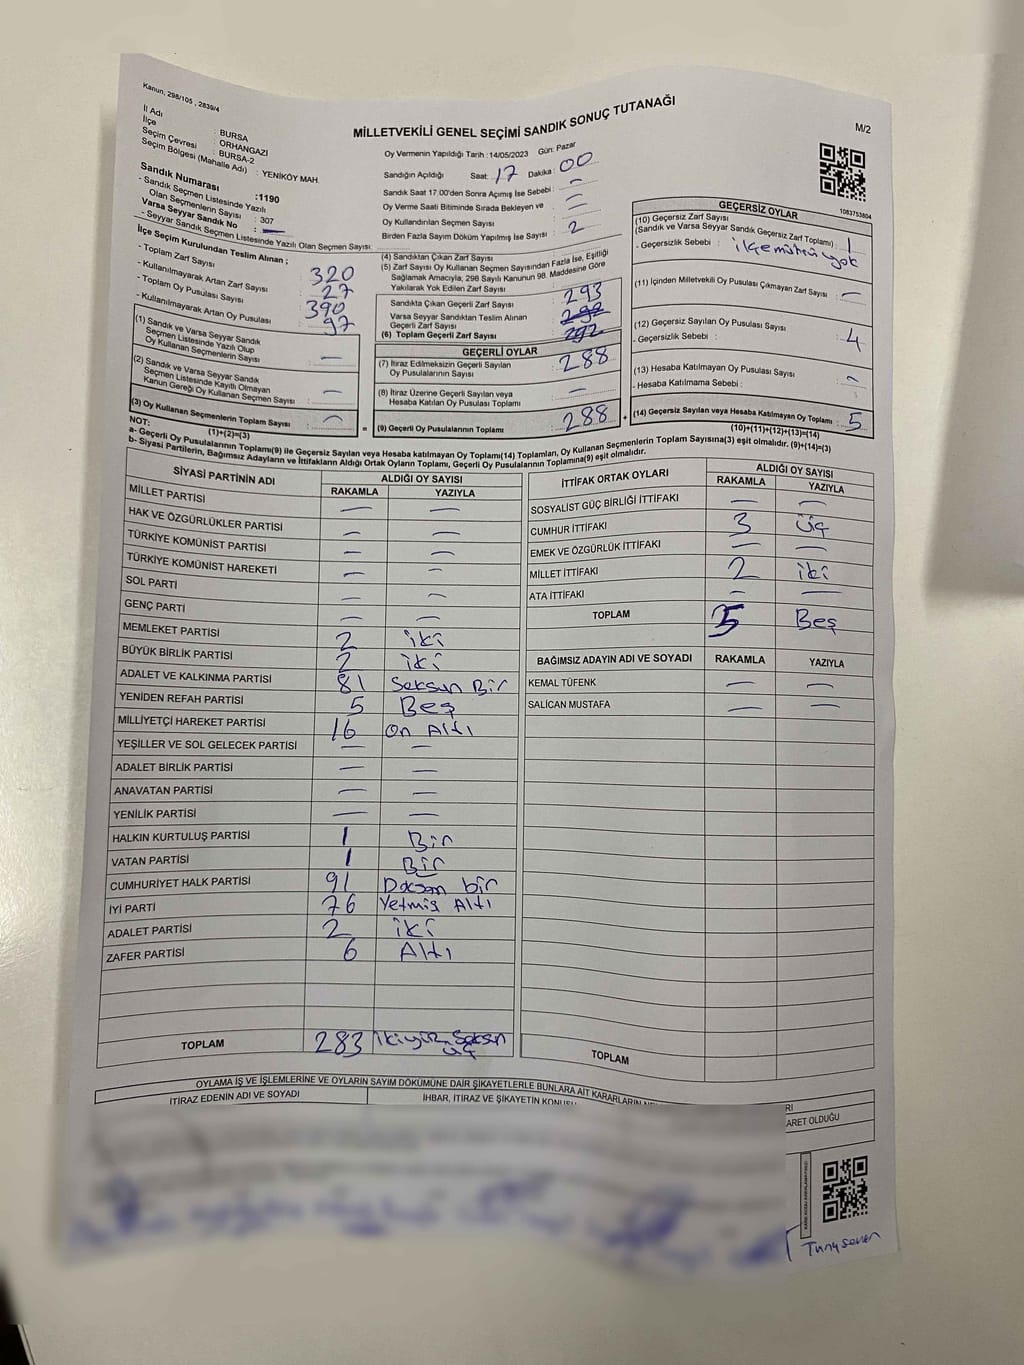 Kanun, 298/105 , 2839/4
MİLLETVEKİLİ GENEL SEÇİMİ SANDIK SONUÇ TUTANAĞI
M/2
İl Adı : BURSA
İlçe : ORHANGAZİ
Seçim Çevresi : BURSA-2
Seçim Bölgesi (Mahalle Adı) : YENİKÖY MAH.
Sandık Numarası :1190
- Sandık Seçmen Listesinde Yazılı
Olan Seçmenlerin Sayısı : 307
Varsa Seyyar Sandık No : —
- Seyyar Sandık Seçmen Listesinde Yazılı Olan Seçmen Sayısı:
İlçe Seçim Kurulundan Teslim Alınan ;
- Toplam Zarf Sayısı 320
- Kullanılmayarak Artan Zarf Sayısı 27
- Toplam Oy Pusulası Sayısı 390
- Kullanılmayarak Artan Oy Pusulası 97
(1) Sandık ve Varsa Seyyar Sandık
Seçmen Listesinde Yazılı Olup
Oy Kullanan Seçmenlerin Sayısı : —
(2) Sandık ve Varsa Seyyar Sandık
Seçmen Listesinde Kayıtlı Olmayan
Kanun Gereği Oy Kullanan Seçmen Sayısı : —
(3) Oy Kullanan Seçmenlerin Toplam Sayısı : —
(1)+(2)=(3)
Oy Vermenin Yapıldığı Tarih : 14/05/2023 Gün: Pazar
Sandığın Açıldığı Saat: 17 Dakika: 00
Sandık Saat 17.00'den Sonra Açımış İse Sebebi : —
Oy Verme Saati Bitiminde Sırada Bekleyen ve : —
Oy Kullandırılan Seçmen Sayısı : —
Birden Fazla Sayım Döküm Yapılmış İse Sayısı : 2
(4) Sandıktan Çıkan Zarf Sayısı
(5) Zarf Sayısı Oy Kullanan Seçmen Sayısından Fazla İse, Eşitliği
Sağlamak Amacıyla; 298 Sayılı Kanunun 98. Maddesine Göre
Yakılarak Yok Edilen Zarf Sayısı
Sandıkta Çıkan Geçerli Zarf Sayısı : 293
Varsa Seyyar Sandıktan Teslim Alınan
Geçerli Zarf Sayısı
(6) Toplam Geçerli Zarf Sayısı
GEÇERLİ OYLAR
(7) İtiraz Edilmeksizin Geçerli Sayılan
Oy Pusulalarının Sayısı : 288
(8) İtiraz Üzerine Geçerli Sayılan veya
Hesaba Katılan Oy Pusulası Toplamı : —
= (9) Geçerli Oy Pusulalarının Toplamı : 288 +
GEÇERSİZ OYLAR
1083753804
(10) Geçersiz Zarf Sayısı
(Sandık ve Varsa Seyyar Sandık Geçersiz Zarf Toplamı) : 1
- Geçersizlik Sebebi : ilçe mührü yok
(11) İçinden Milletvekili Oy Pusulası Çıkmayan Zarf Sayısı : —
(12) Geçersiz Sayılan Oy Pusulası Sayısı : 4
- Geçersizlik Sebebi :
(13) Hesaba Katılmayan Oy Pusulası Sayısı : —
- Hesaba Katılmama Sebebi :
(14) Geçersiz Sayılan veya Hesaba Katılmayan Oy Toplamı : 5
(10)+(11)+(12)+(13)=(14)
NOT:
a- Geçerli Oy Pusulalarının Toplamı(9) ile Geçersiz Sayılan veya Hesaba katılmayan Oy Toplamı(14) Toplamları, Oy Kullanan Seçmenlerin Toplam Sayısına(3) eşit olmalıdır. (9)+(14)=(3)
b- Siyasi Partilerin, Bağımsız Adayların ve İttifakların Aldığı Ortak Oyların Toplamı, Geçerli Oy Pusulalarının Toplamına(9) eşit olmalıdır.
SİYASİ PARTİNİN ADI ALDIĞI OY SAYISI
RAKAMLA YAZIYLA
MİLLET PARTİSİ — —
HAK VE ÖZGÜRLÜKLER PARTİSİ — —
TÜRKİYE KOMÜNİST PARTİSİ — —
TÜRKİYE KOMÜNİST HAREKETİ — —
SOL PARTİ — —
GENÇ PARTİ — —
MEMLEKET PARTİSİ 2 iki
BÜYÜK BİRLİK PARTİSİ 2 iki
ADALET VE KALKINMA PARTİSİ 81 Seksen Bir
YENİDEN REFAH PARTİSİ 5 Beş
MİLLİYETÇİ HAREKET PARTİSİ 16 On Altı
YEŞİLLER VE SOL GELECEK PARTİSİ — —
ADALET BİRLİK PARTİSİ — —
ANAVATAN PARTİSİ — —
YENİLİK PARTİSİ — —
HALKIN KURTULUŞ PARTİSİ 1 Bir
VATAN PARTİSİ 1 Bir
CUMHURİYET HALK PARTİSİ 91 Doksan bir
İYİ PARTİ 76 Yetmiş Altı
ADALET PARTİSİ 2 iki
ZAFER PARTİSİ 6 Altı
TOPLAM 283 İkiyüz Seksen
üç
İTTİFAK ORTAK OYLARI ALDIĞI OY SAYISI
RAKAMLA YAZIYLA
SOSYALİST GÜÇ BİRLİĞİ İTTİFAKI — —
CUMHUR İTTİFAKI 3 üç
EMEK VE ÖZGÜRLÜK İTTİFAKI — —
MİLLET İTTİFAKI 2 iki
ATA İTTİFAKI — —
TOPLAM 5 Beş
BAĞIMSIZ ADAYIN ADI VE SOYADI RAKAMLA YAZIYLA
KEMAL TÜFENK — —
SALİCAN MUSTAFA — —
TOPLAM
OYLAMA İŞ VE İŞLEMLERİNE VE OYLARIN SAYIM DÖKÜMÜNE DAİR ŞİKAYETLERLE BUNLARA AİT KARARLARIN
İTİRAZ EDENİN ADI VE SOYADI İHBAR, İTİRAZ VE ŞİKAYETİN KONUSU
ARET OLDUĞU